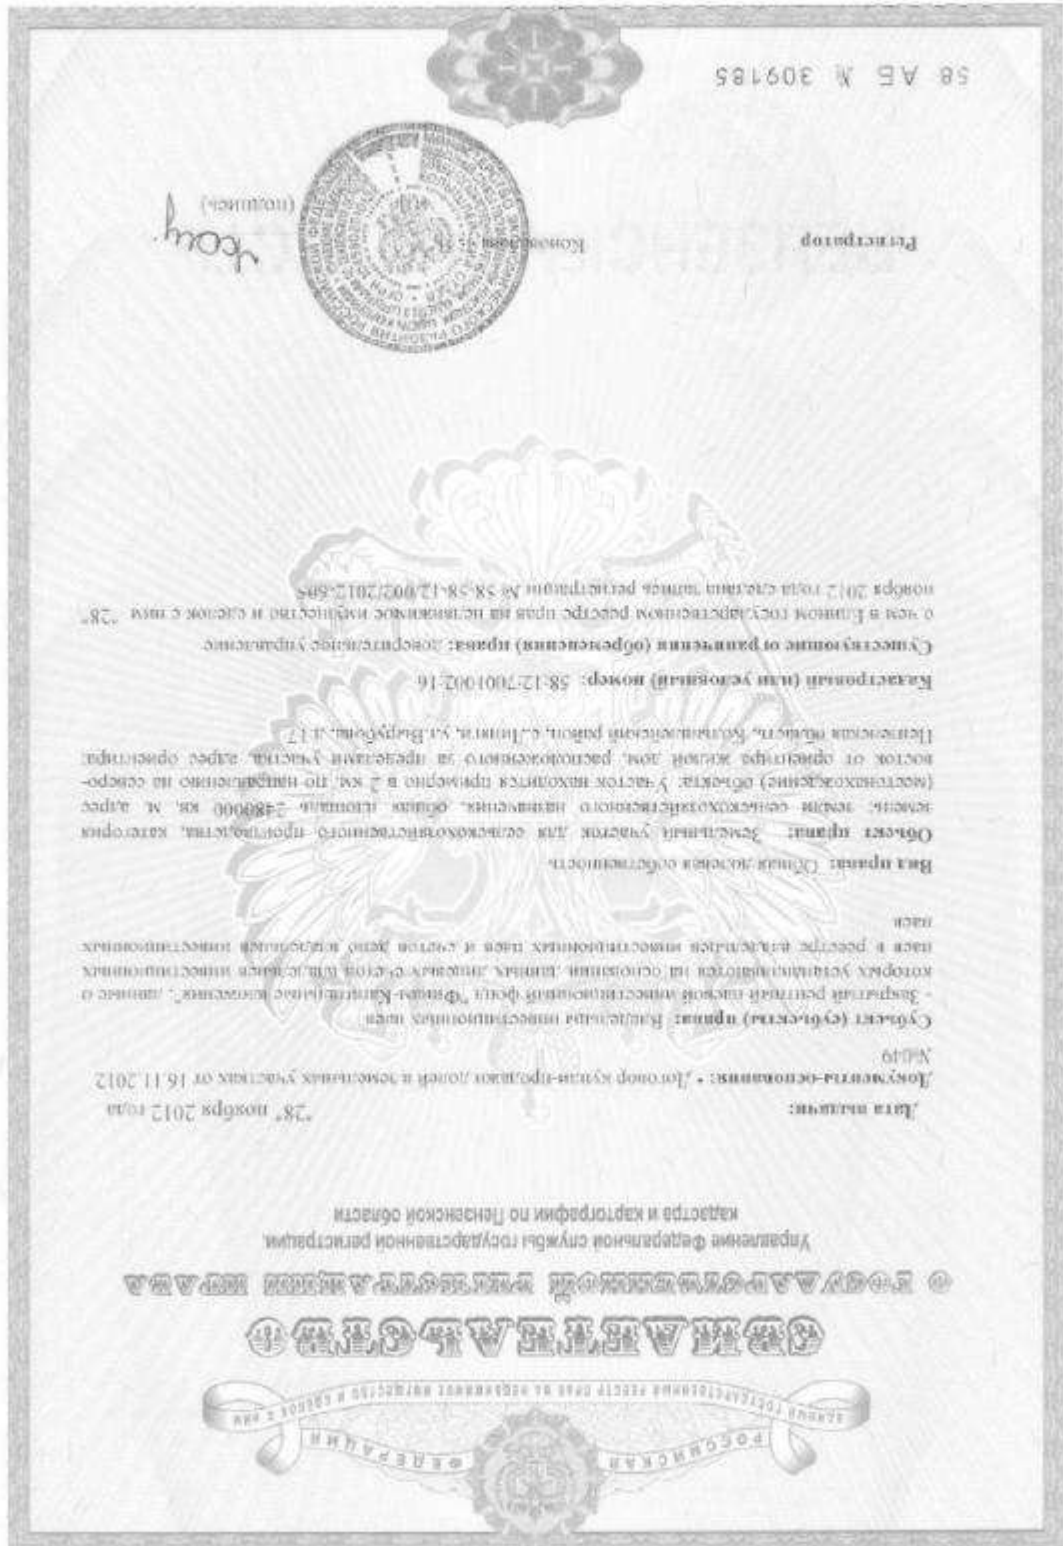 РОССИЙСКАЯ ФЕДЕРАЦИЯ
ЕДИНЫЙ ГОСУДАРСТВЕННЫЙ РЕЕСТР ПРАВ НА НЕДВИЖИМОЕ ИМУЩЕСТВО И СДЕЛОК С НИМ
СВИДЕТЕЛЬСТВО
О ГОСУДАРСТВЕННОЙ РЕГИСТРАЦИИ ПРАВА
Управление Федеральной службы государственной регистрации,
кадастра и картографии по Пензенской области
Дата выдачи: "28" ноября 2012 года
Документы-основания: • Договор купли-продажи долей в земельных участках от 16.11.2012
№049
Субъект (субъекты) права: Владельцы инвестиционных паев
- Закрытый рентный паевой инвестиционный фонд вложения", данные о
которых устанавливаются на основании данных лицевых счетов владельцев инвестиционных
паев в реестре владельцев инвестиционных паев и счетов депо владельцев инвестиционных
паев
Вид права: Общая долевая собственность
Объект права: Земельный участок для сельскохозяйственного производства, категория
земель: земли сельскохозяйственного назначения, общая площадь 2480000 кв. м, адрес
(местонахождение) объекта: Участок находится примерно в 2 км, по направлению на северо-
восток от ориентира жилой дом, расположенного за пределами участка, адрес ориентира:
Пензенская область, Колышлейский район, с. ул.Вырубова, д.17
Кадастровый (или условный) номер: 58:12:7001002:16
Существующие ограничения (обременения) права: доверительное управление
о чем в Едином государственном реестре прав на недвижимое имущество и сделок с ним "28"
ноября 2012 года сделана запись регистрации № 58-58-12/002/2012-605
Регистратор Коновалова
(подпись)
58 АБ № 309185